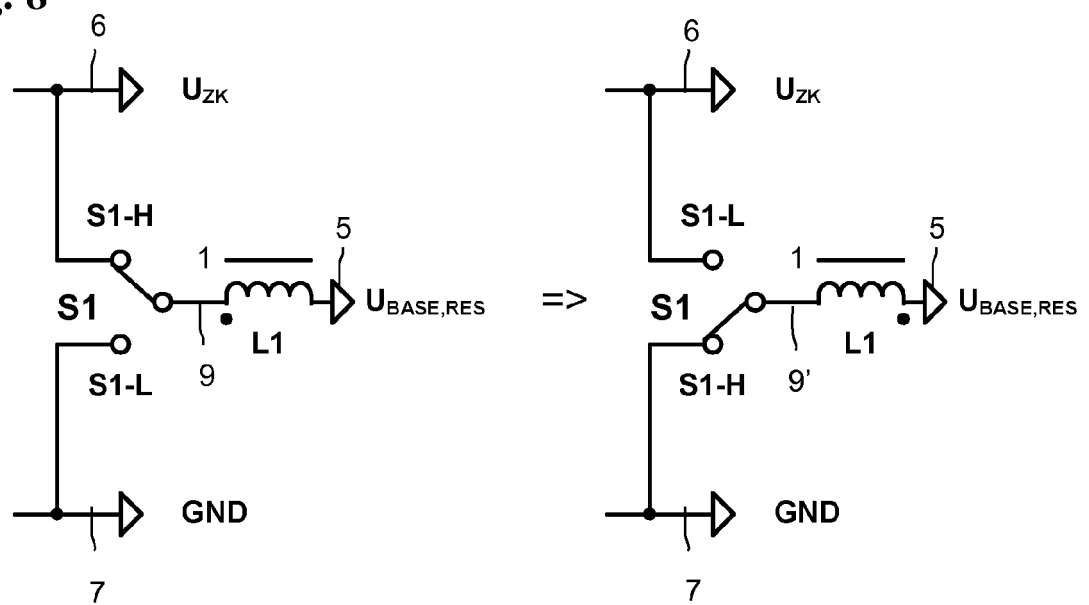 g. 8
6
U_ZK
S1-H
1
5
S1
U_BASE,RES
L1
9
S1-L
GND
7
=>
6
U_ZK
S1-L
1
5
S1
U_BASE,RES
L1
9'
S1-H
GND
7